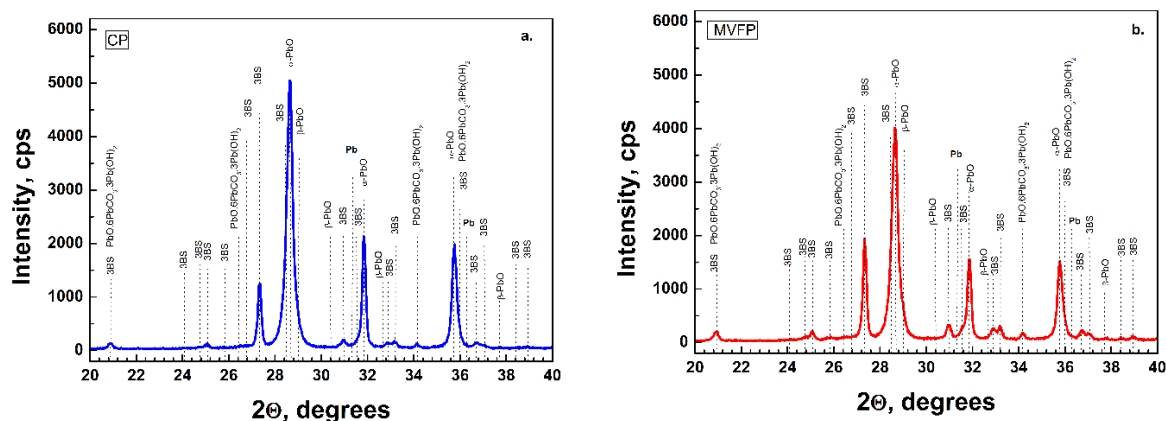 CP
a.
Intensity, cps
6000
5000
4000
3000
2000
1000
0
3BS PbO.6PbCO₃.3Pb(OH)₂
3BS
3BS
3BS
3BS
PbO.6PbCO₃.3Pb(OH)₂
3BS
3BS
3BS
α-PbO
β-PbO
β-PbO
3BS
Pb
3BS
α-PbO
β-PbO
3BS
3BS
PbO.6PbCO₃.3Pb(OH)₂
α-PbO
3BS PbO.6PbCO₃.3Pb(OH)₂
Pb
3BS
3BS
β-PbO
3BS
3BS
20 22 24 26 28 30 32 34 36 38 40
2Θ, degrees
MVFP
b.
Intensity, cps
6000
5000
4000
3000
2000
1000
0
3BS PbO.6PbCO₃.3Pb(OH)₂
3BS
3BS
3BS
3BS
PbO.6PbCO₃.3Pb(OH)₂
3BS
3BS
3BS
α-PbO
β-PbO
β-PbO
3BS
Pb
3BS
α-PbO
β-PbO
3BS
3BS
PbO.6PbCO₃.3Pb(OH)₂
α-PbO
3BS PbO.6PbCO₃.3Pb(OH)₂
Pb
3BS
3BS
β-PbO
3BS
3BS
20 22 24 26 28 30 32 34 36 38 40
2Θ, degrees